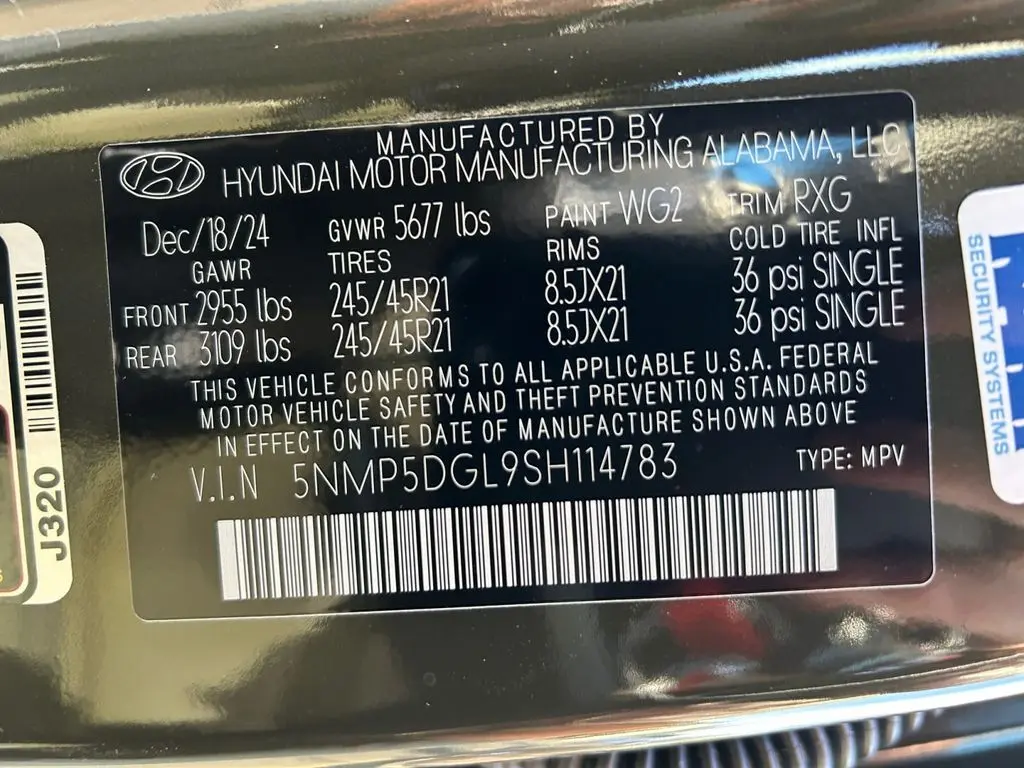 MANUFACTURED BY
HYUNDAI MOTOR MANUFACTURING ALABAMA, LLC
Dec/18/24 GVWR 5677 lbs PAINT WG2 TRIM RXG
GAWR TIRES RIMS COLD TIRE INFL
FRONT 2955 lbs 245/45R21 8.5JX21 36 psi SINGLE
REAR 3109 lbs 245/45R21 8.5JX21 36 psi SINGLE
THIS VEHICLE CONFORMS TO ALL APPLICABLE U.S.A. FEDERAL
MOTOR VEHICLE SAFETY AND THEFT PREVENTION STANDARDS
IN EFFECT ON THE DATE OF MANUFACTURE SHOWN ABOVE
V.I.N 5NMP5DGL9SH114783 TYPE: MPV
J320
SECURITY SYSTEMS